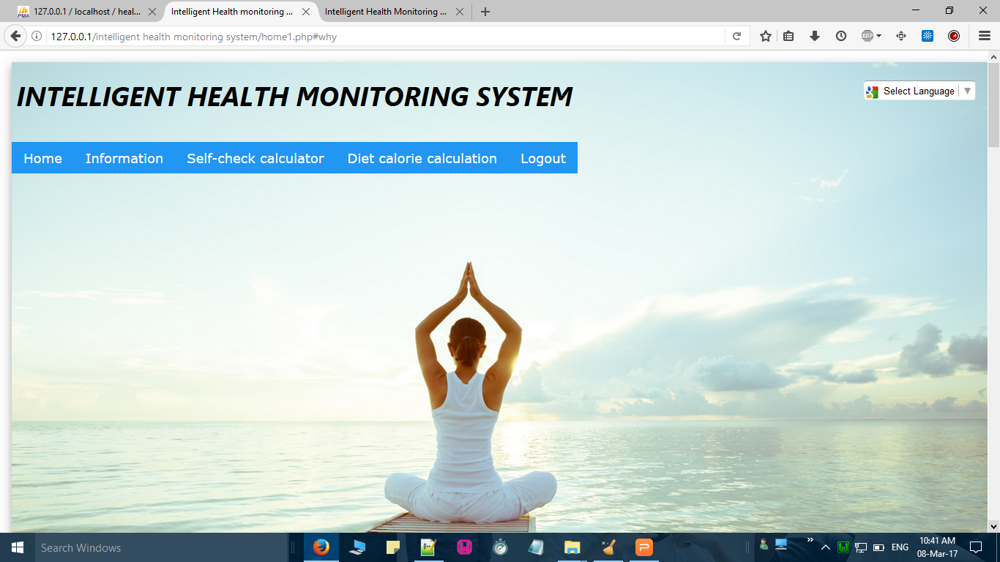 127.0.0.1 / localhost / heal...
Intelligent Health monitoring ...
Intelligent Health Monitoring ...
127.0.0.1/intelligent health monitoring system/home1.php#why
ABP
INTELLIGENT HEALTH MONITORING SYSTEM
Select Language
Home Information Self-check calculator Diet calorie calculation Logout
Search Windows
ENG
10:41 AM
08-Mar-17